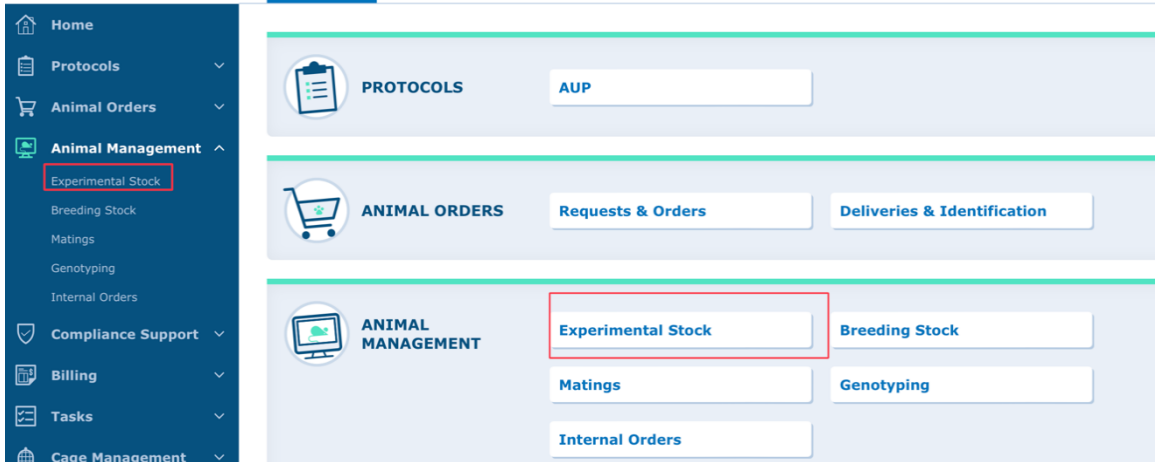 Home
Protocols
Animal Orders
Animal Management
Experimental Stock
Breeding Stock
Matings
Genotyping
Internal Orders
Compliance Support
Billing
Tasks
Cage Management
PROTOCOLS
AUP
ANIMAL ORDERS
Requests & Orders
Deliveries & Identification
ANIMAL
MANAGEMENT
Experimental Stock
Breeding Stock
Matings
Genotyping
Internal Orders